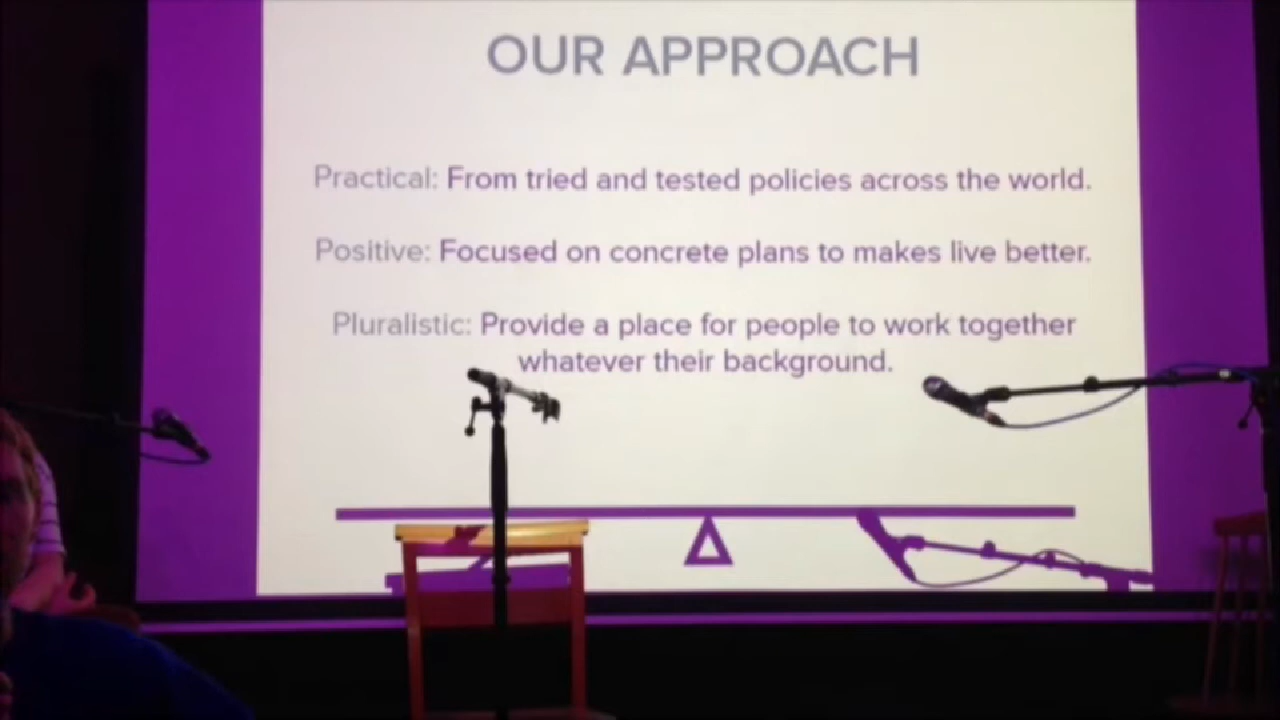 OUR APPROACH
Practical: From tried and tested policies across the world.
Positive: Focused on concrete plans to makes live better.
Pluralistic: Provide a place for people to work together
whatever their background.